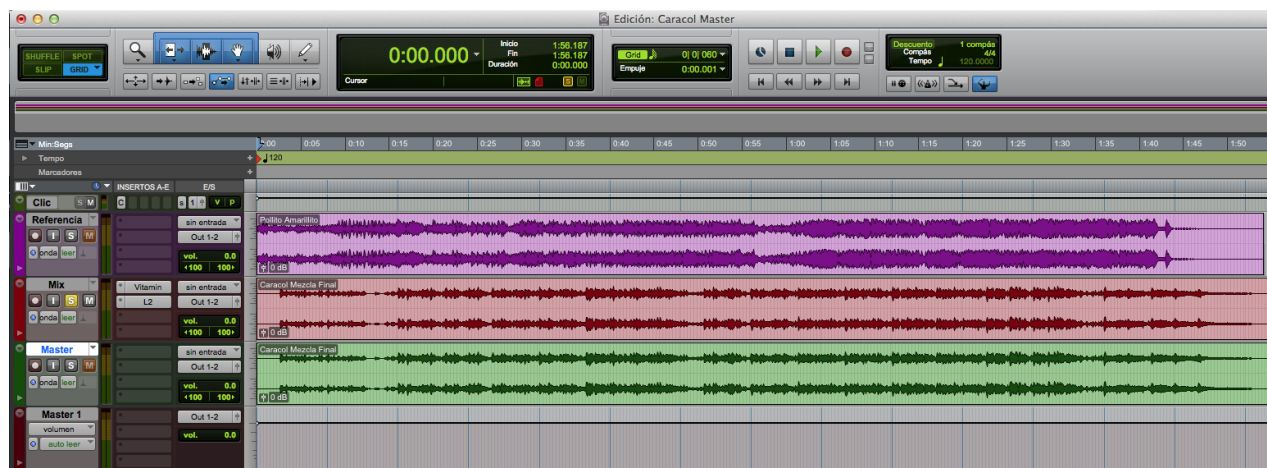 Edición: Caracol Master
SHUFFLE SPOT
SLIP GRID
0:00.000
Inicio 1:56.187
Fin 1:56.187
Duración 0:00.000
Cursor
Grid 0| 0| 060
Empuje 0:00.001
Descuento 1 compás
Compás 4/4
Tempo 120.0000
Min:Segs
0:00 0:05 0:10 0:15 0:20 0:25 0:30 0:35 0:40 0:45 0:50 0:55 1:00 1:05 1:10 1:15 1:20 1:25 1:30 1:35 1:40 1:45 1:50
Tempo
120
Marcadores
INSERTOS A-E E/S
Clic S M C s 1 V P
Referencia sin entrada Pollito Amarillito
I S M Out 1-2
onda leer vol. 0.0
100 100 0 dB
Mix Vitamin sin entrada Caracol Mezcla Final
I S M L2 Out 1-2
onda leer vol. 0.0
100 100 0 dB
Master sin entrada Caracol Mezcla Final
I S M Out 1-2
onda leer vol. 0.0
100 100 0 dB
Master 1 Out 1-2
volumen vol. 0.0
auto leer